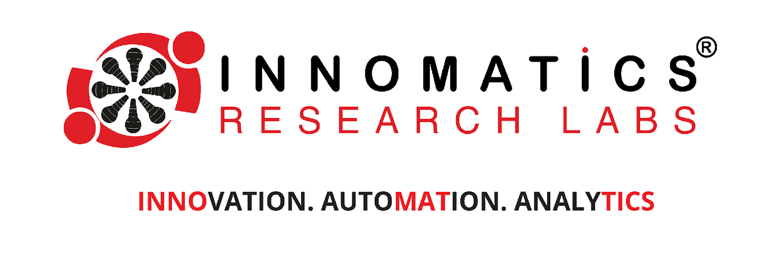 INNOMATiCS®
RESEARCH LABS
INNOVATION. AUTOMATION. ANALYTICS